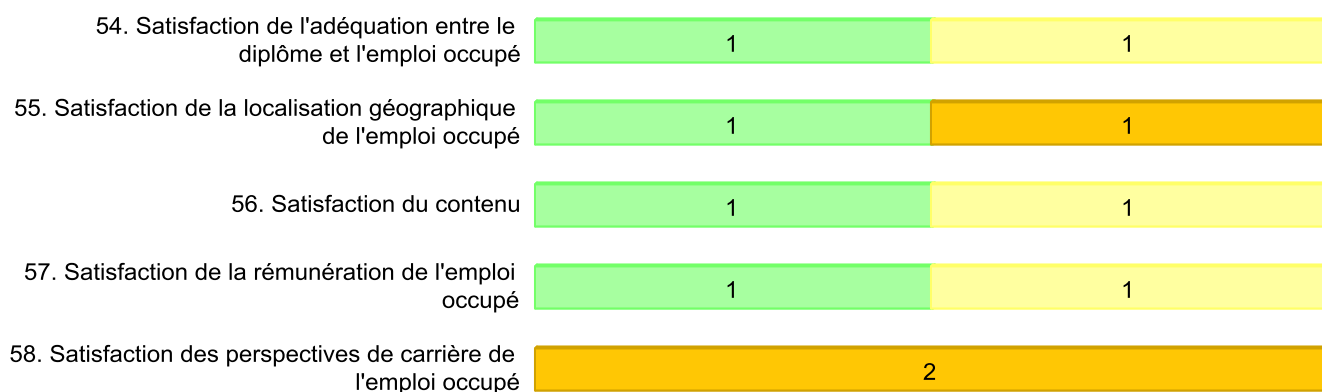 54. Satisfaction de l'adéquation entre le
diplôme et l'emploi occupé
1 1
55. Satisfaction de la localisation géographique
de l'emploi occupé
1 1
56. Satisfaction du contenu
1 1
57. Satisfaction de la rémunération de l'emploi
occupé
1 1
58. Satisfaction des perspectives de carrière de
l'emploi occupé
2